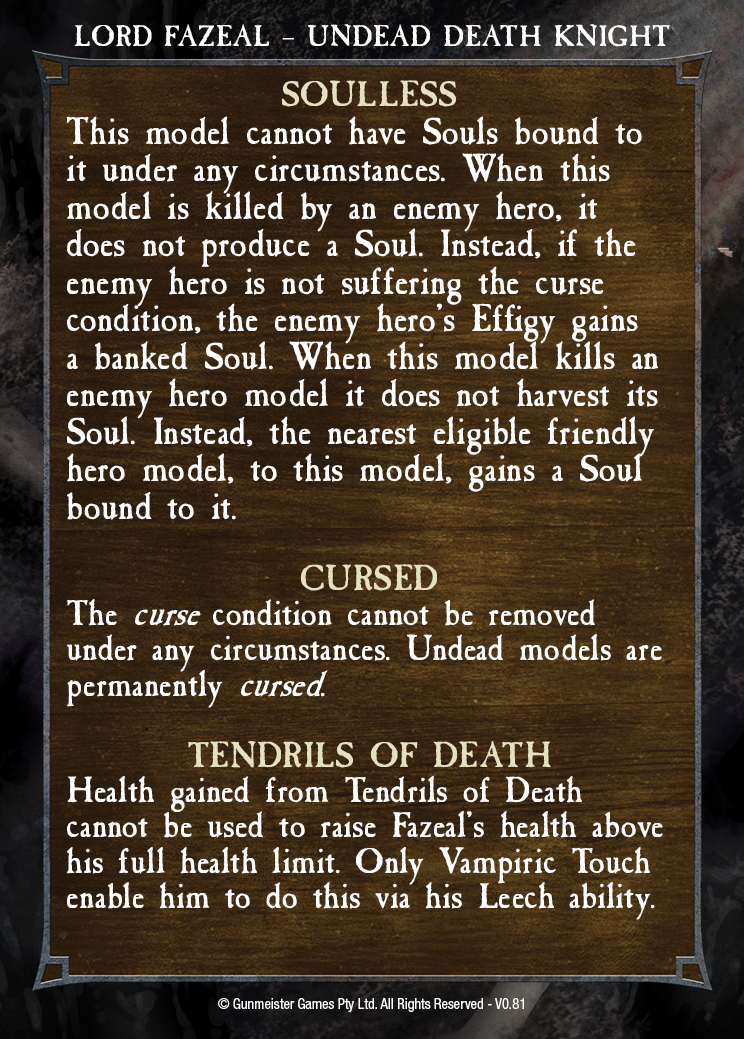 LORD FAZEAL – UNDEAD DEATH KNIGHT
SOULLESS
This model cannot have Souls bound to
it under any circumstances. When this
model is killed by an enemy hero, it
does not produce a Soul. Instead, if the
enemy hero is not suffering the curse
condition, the enemy hero's Effigy gains
a banked Soul. When this model kills an
enemy hero model it does not harvest its
Soul. Instead, the nearest eligible friendly
hero model, to this model, gains a Soul
bound to it.
CURSED
The curse condition cannot be removed
under any circumstances. Undead models are
permanently cursed.
TENDRILS OF DEATH
Health gained from Tendrils of Death
cannot be used to raise Fazeal's health above
his full health limit. Only Vampiric Touch
enable him to do this via his Leech ability.
© Gunmeister Games Pty Ltd. All Rights Reserved - V0.81